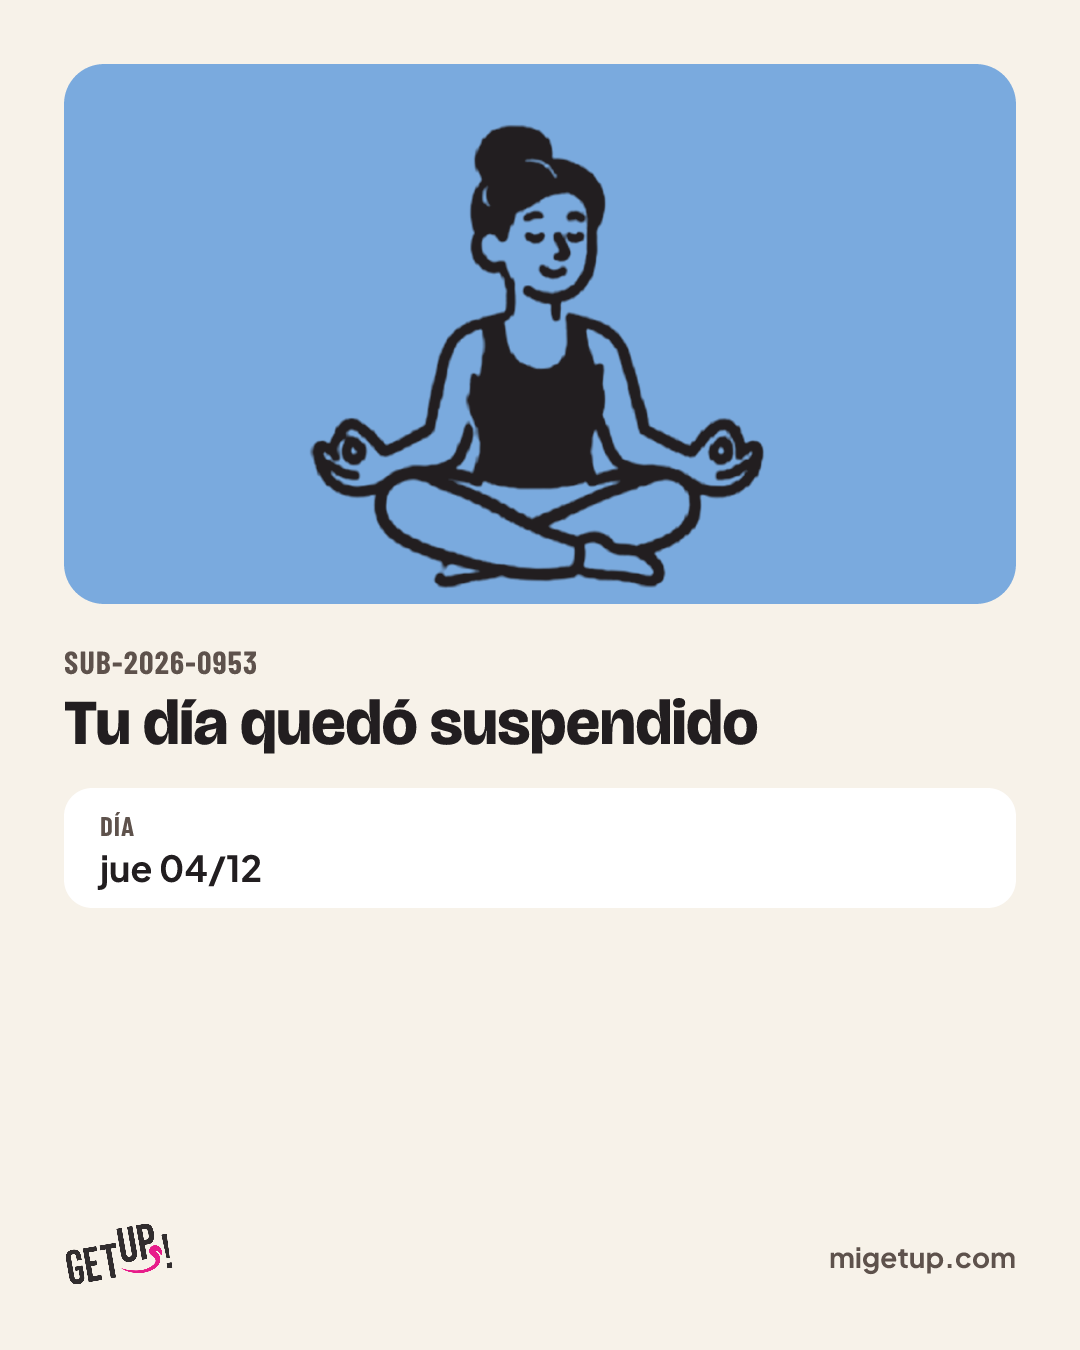 SUB-2026-0953
Tu día quedó suspendido
DÍA
jue 04/12
GETUP!
migetup.com